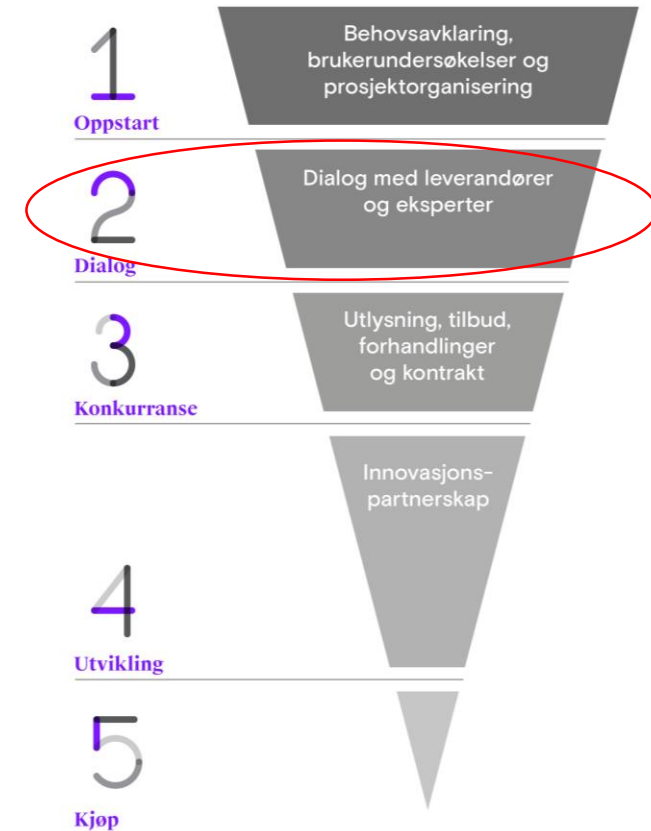 1
Oppstart
Behovsavklaring,
brukerundersøkelser og
prosjektorganisering
2
Dialog
Dialog med leverandører
og eksperter
3
Konkurranse
Utlysning, tilbud,
forhandlinger
og kontrakt
Innovasjons-
partnerskap
4
Utvikling
5
Kjøp